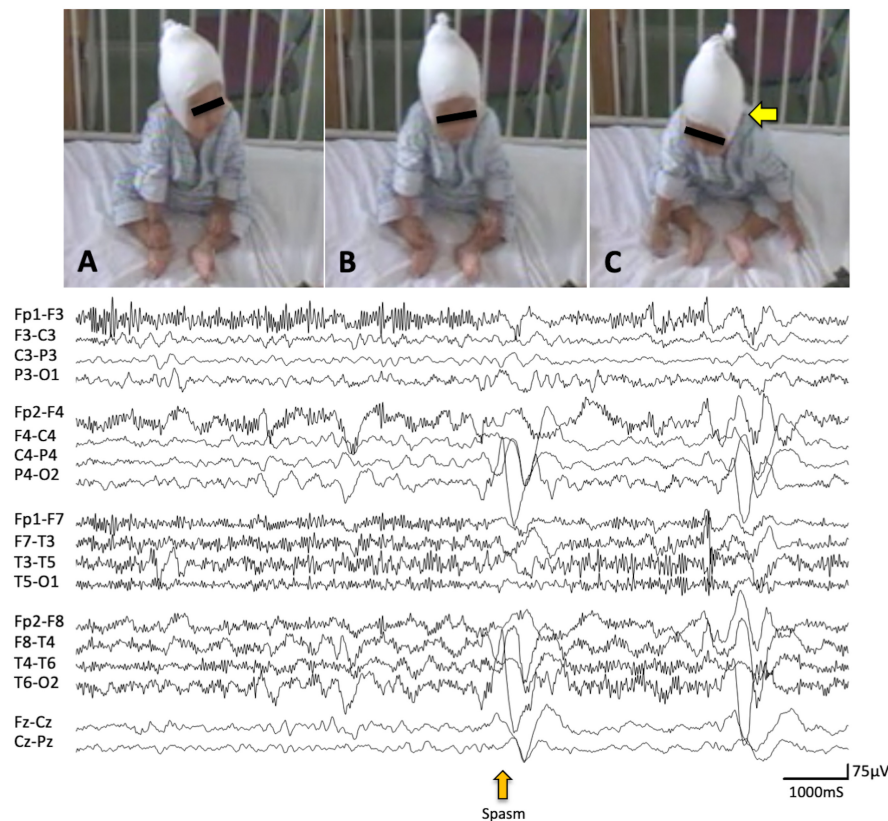 A
B
C
Fp1-F3
F3-C3
C3-P3
P3-O1
Fp2-F4
F4-C4
C4-P4
P4-O2
Fp1-F7
F7-T3
T3-T5
T5-O1
Fp2-F8
F8-T4
T4-T6
T6-O2
Fz-Cz
Cz-Pz
75µV
1000mS
Spasm